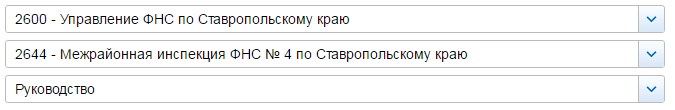 2600 - Управление ФНС по Ставропольскому краю
2644 - Межрайонная инспекция ФНС № 4 по Ставропольскому краю
Руководство